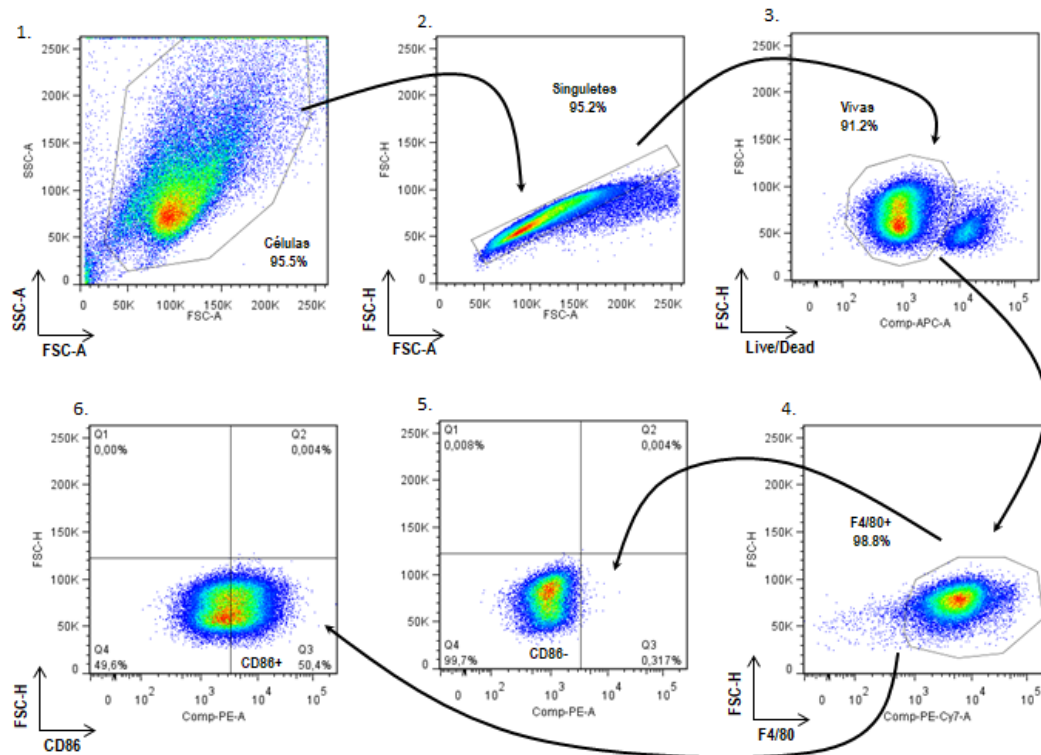 1.
250K
200K
150K
100K
50K
0
SSC-A
0
50K
100K
150K
200K
250K
FSC-A
Células
95.5%
SSC-A
FSC-A
2.
250K
200K
150K
100K
50K
0
FSC-H
50K
100K
150K
200K
250K
FSC-A
Singuletes
95.2%
FSC-H
FSC-A
3.
250K
200K
150K
100K
50K
0
FSC-H
0
10^2
10^3
10^4
10^5
Comp-APC-A
Vivas
91.2%
FSC-H
Live/Dead
6.
250K
200K
150K
100K
50K
0
FSC-H
Q1
0,00%
Q2
0,004%
Q4
49,6%
CD86+
Q3
50,4%
0
10^2
10^3
10^4
10^5
Comp-PE-A
FSC-H
CD86
5.
250K
200K
150K
100K
50K
0
FSC-H
Q1
0,008%
Q2
0,004%
Q4
99,7%
CD86-
Q3
0,317%
0
10^2
10^3
10^4
10^5
Comp-PE-A
4.
250K
200K
150K
100K
50K
0
FSC-H
F4/80+
98.8%
0
10^2
10^3
10^4
10^5
Comp-PE-Cy7-A
FSC-H
F4/80